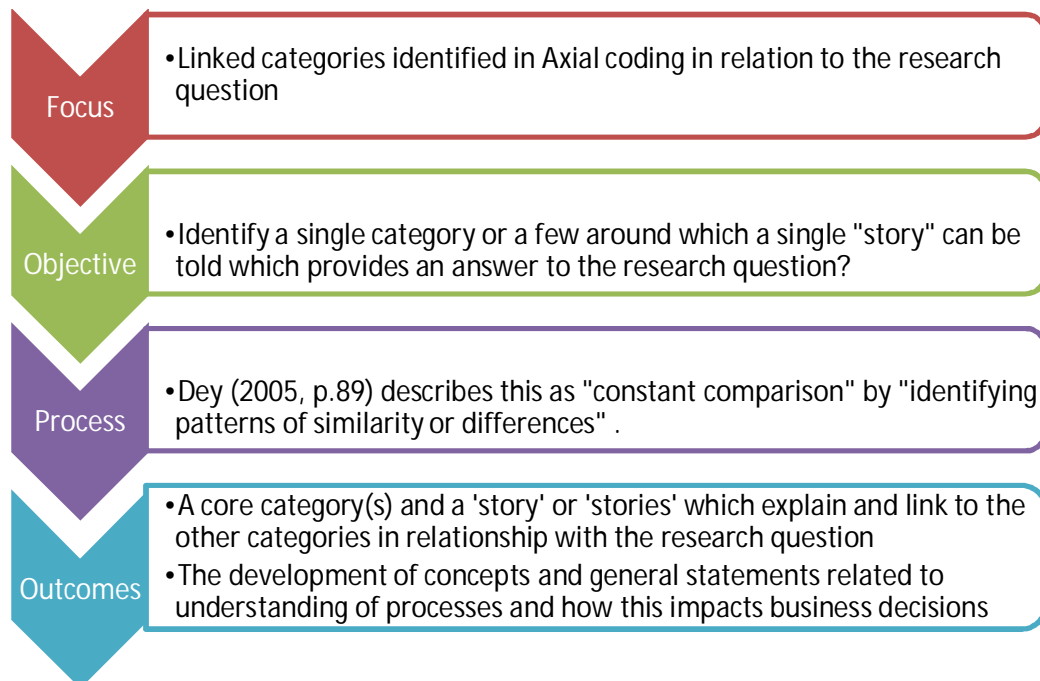 Focus
•Linked categories identified in Axial coding in relation to the research
question
Objective
•Identify a single category or a few around which a single "story" can be
told which provides an answer to the research question?
Process
•Dey (2005, p.89) describes this as "constant comparison" by "identifying
patterns of similarity or differences" .
Outcomes
•A core category(s) and a 'story' or 'stories' which explain and link to the
other categories in relationship with the research question
•The development of concepts and general statements related to
understanding of processes and how this impacts business decisions